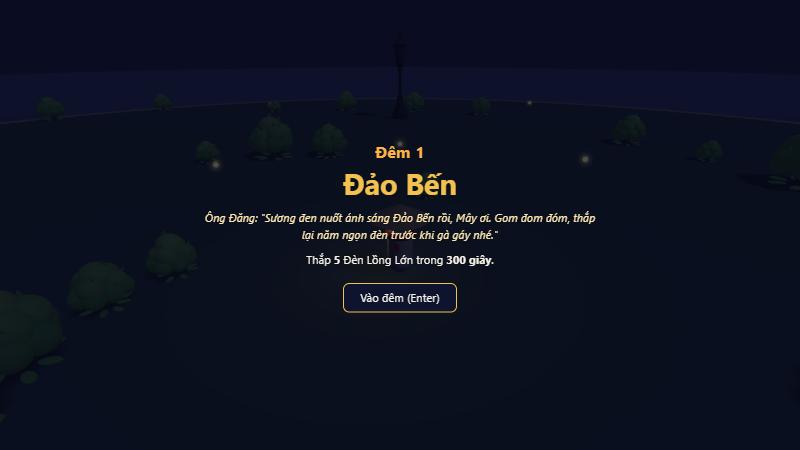 Đêm 1
Đảo Bến
Ông Đăng: "Sương đen nuốt ánh sáng Đảo Bến rồi, Mây ơi. Gom đom đóm, thắp
lại năm ngọn đèn trước khi gà gáy nhé."
Thắp 5 Đèn Lồng Lớn trong 300 giây.
Vào đêm (Enter)